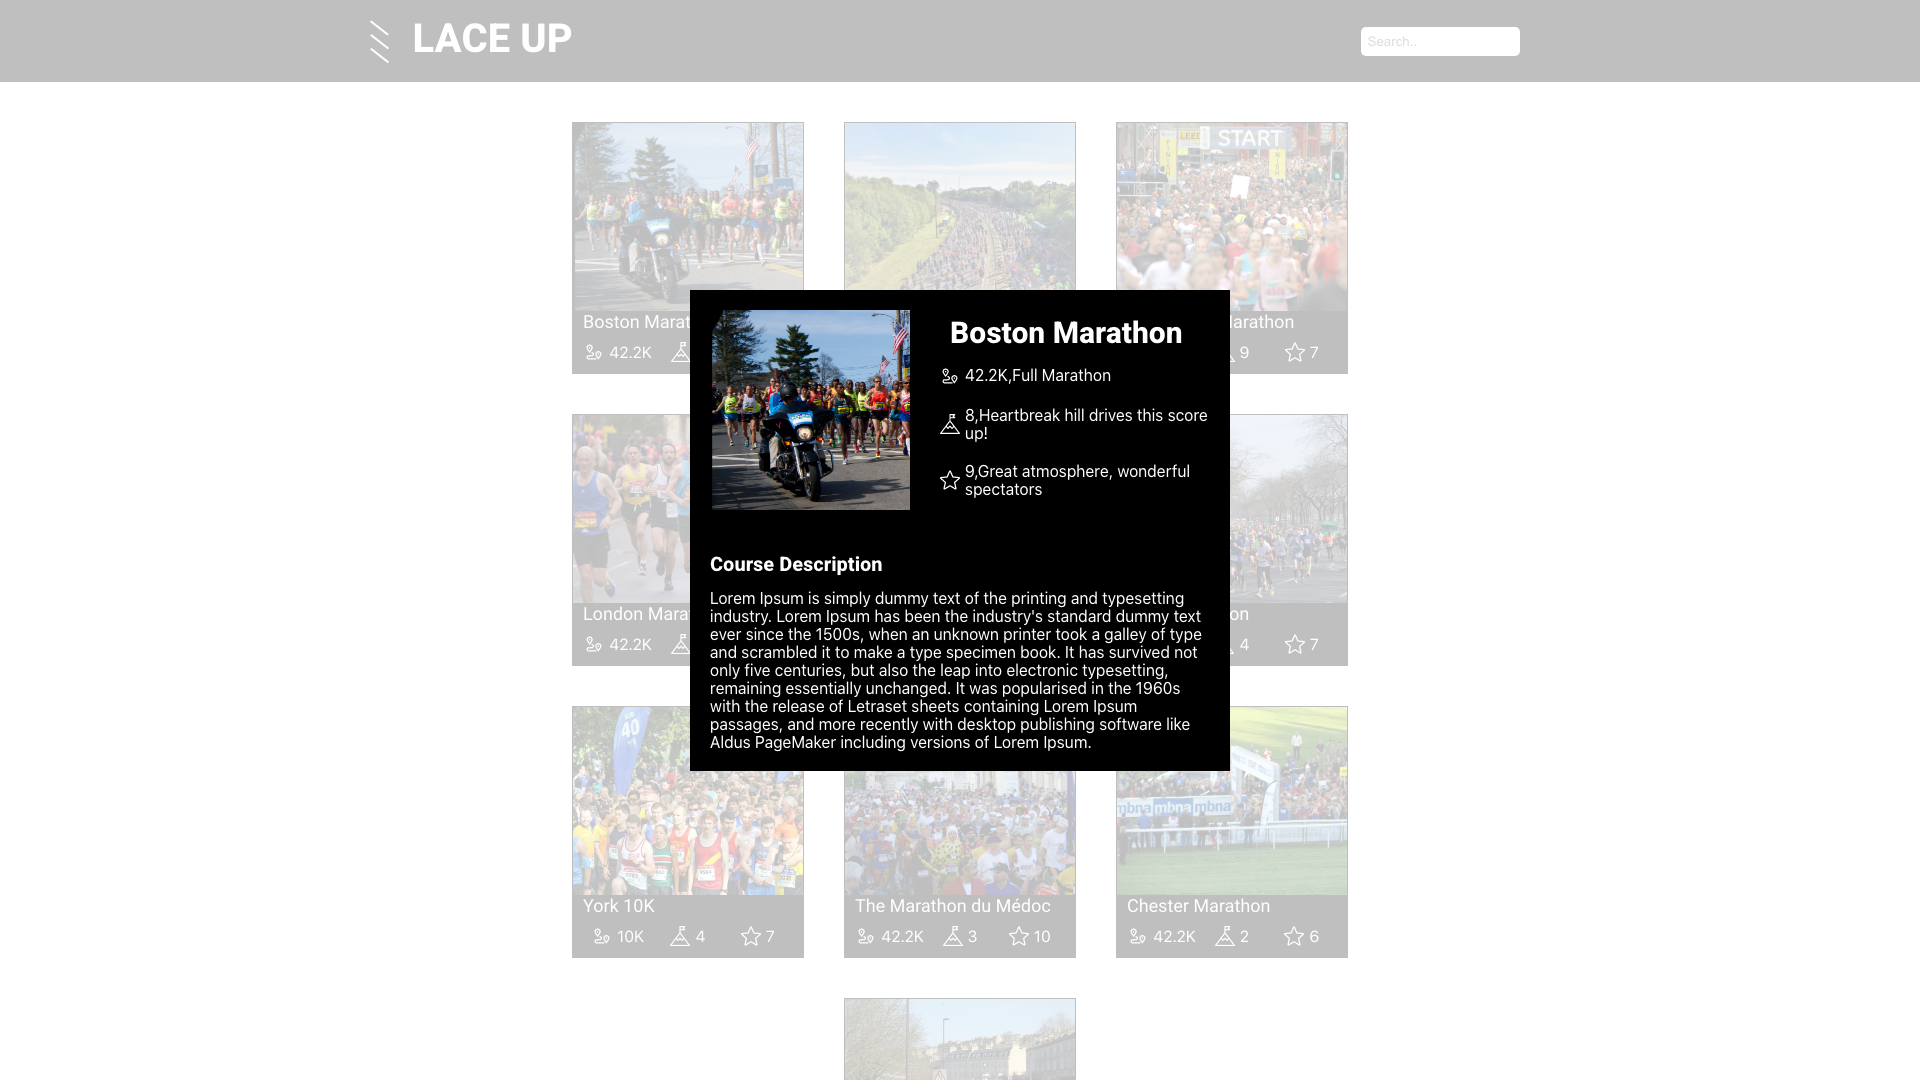 LACE UP
Search..
START
LEED
Boston Marat
42.2K
arathon
9
7
Boston Marathon
42.2K,Full Marathon
8,Heartbreak hill drives this score
up!
9,Great atmosphere, wonderful
spectators
Course Description
Lorem Ipsum is simply dummy text of the printing and typesetting
industry. Lorem Ipsum has been the industry's standard dummy text
ever since the 1500s, when an unknown printer took a galley of type
and scrambled it to make a type specimen book. It has survived not
only five centuries, but also the leap into electronic typesetting,
remaining essentially unchanged. It was popularised in the 1960s
with the release of Letraset sheets containing Lorem Ipsum
passages, and more recently with desktop publishing software like
Aldus PageMaker including versions of Lorem Ipsum.
London Mara
42.2K
on
4
7
40
mbna mbna mbna
York 10K
10K
4
7
The Marathon du Médoc
42.2K
3
10
Chester Marathon
42.2K
2
6